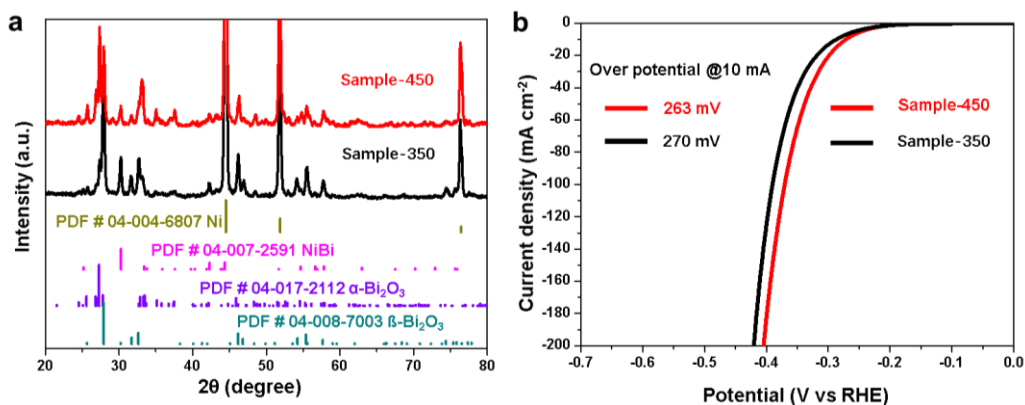 a
Intensity (a.u.)
Sample-450
Sample-350
PDF # 04-004-6807 Ni
PDF # 04-007-2591 NiBi
PDF # 04-017-2112 α-Bi₂O₃
PDF # 04-008-7003 ß-Bi₂O₃
20 30 40 50 60 70 80
2θ (degree)
b
Current density (mA cm⁻²)
0
-20
-40
-60
-80
-100
-120
-140
-160
-180
-200
Over potential @10 mA
263 mV Sample-450
270 mV Sample-350
-0.7 -0.6 -0.5 -0.4 -0.3 -0.2 -0.1 0.0
Potential (V vs RHE)